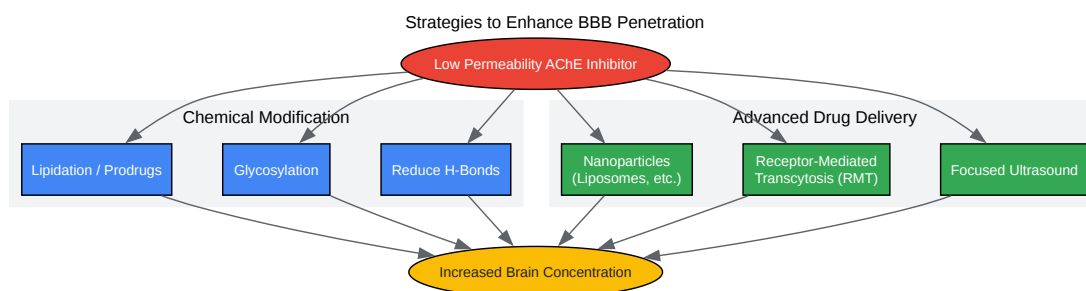 Strategies to Enhance BBB Penetration
Low Permeability AChE Inhibitor
Chemical Modification
Advanced Drug Delivery
Lipidation / Prodrugs
Glycosylation
Reduce H-Bonds
Nanoparticles
(Liposomes, etc.)
Receptor-Mediated
Transcytosis (RMT)
Focused Ultrasound
Increased Brain Concentration